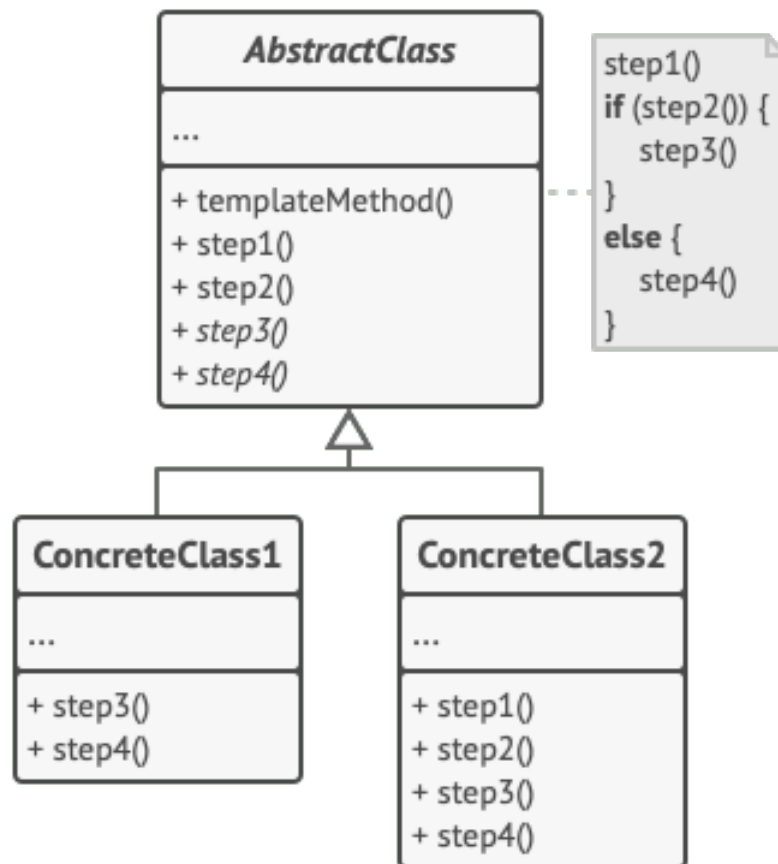 AbstractClass
...
+ templateMethod()
+ step1()
+ step2()
+ step3()
+ step4()
step1()
if (step2()) {
step3()
}
else {
step4()
}
ConcreteClass1
...
+ step3()
+ step4()
ConcreteClass2
...
+ step1()
+ step2()
+ step3()
+ step4()